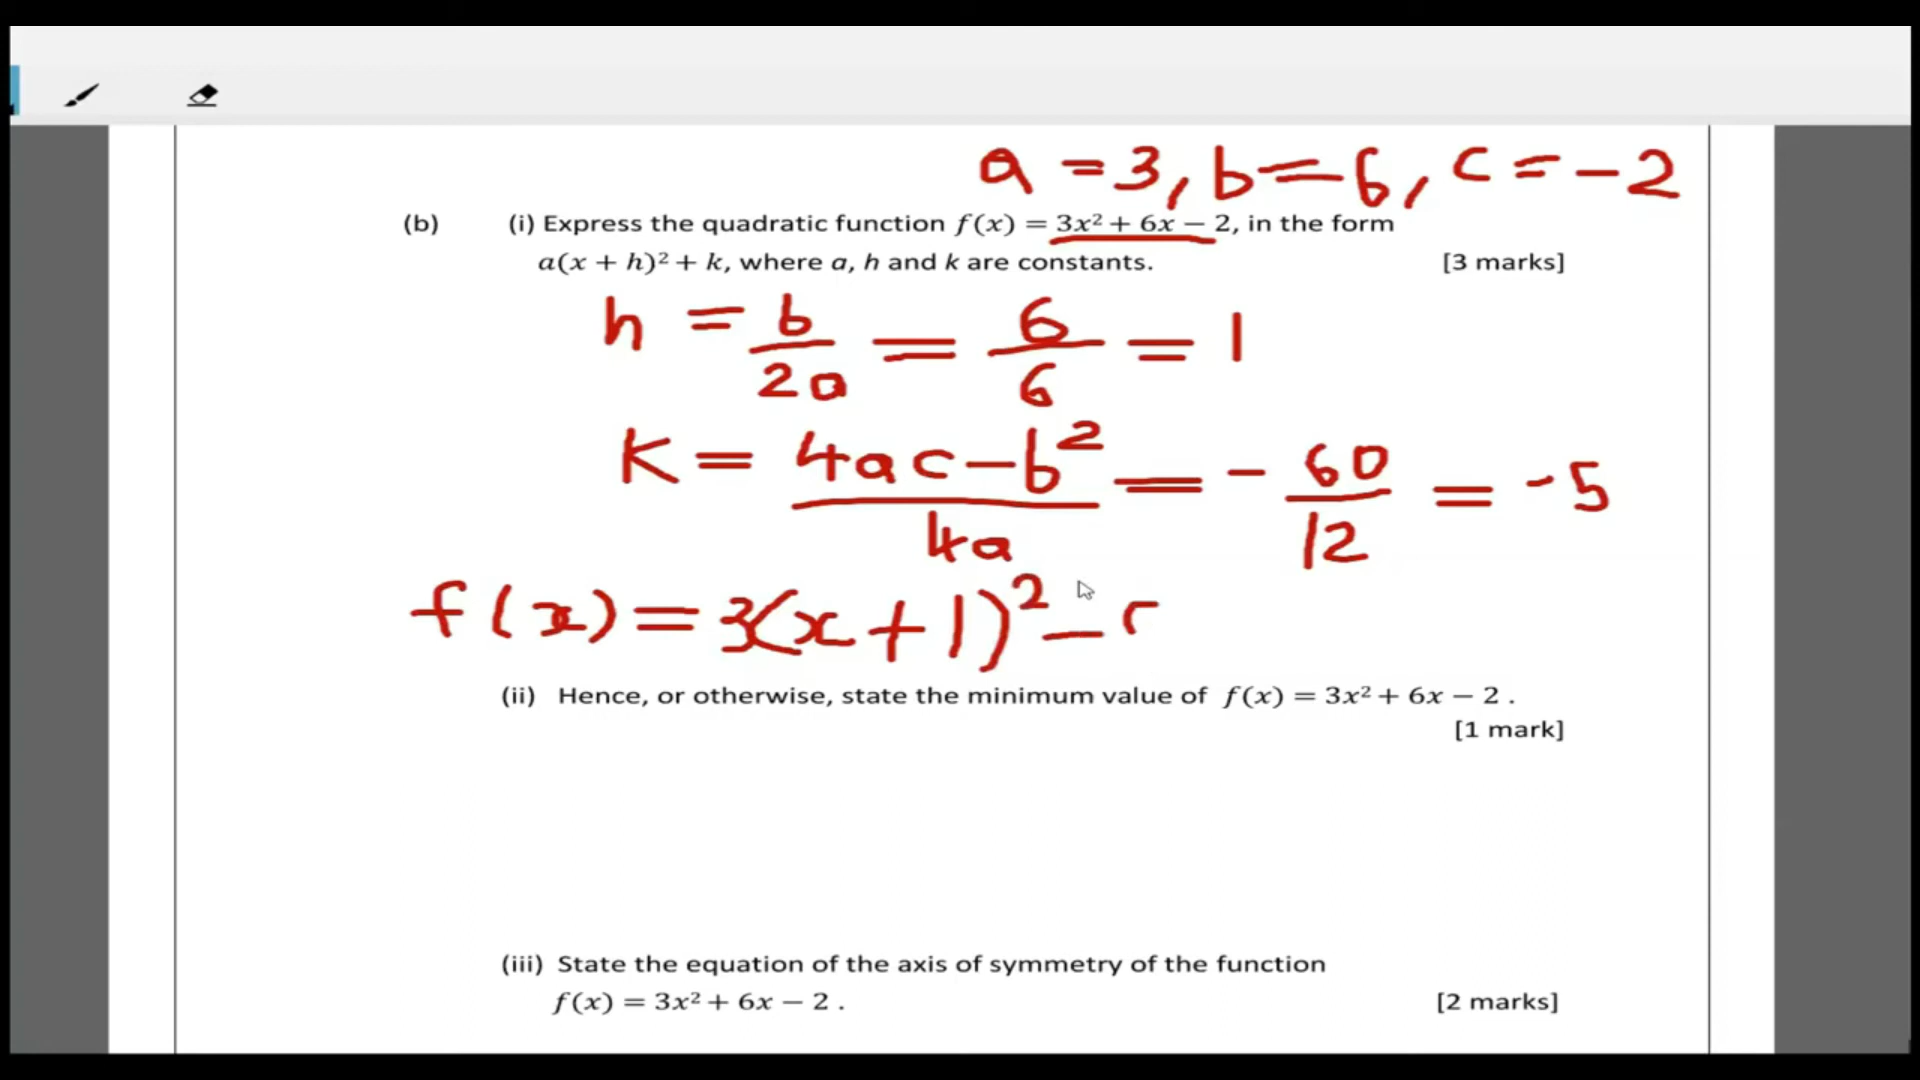 a = 3, b = 6, c = -2
(b) (i) Express the quadratic function f(x) = 3x² + 6x − 2, in the form
a(x + h)² + k, where a, h and k are constants. [3 marks]
h = b/2a = 6/6 = 1
K = 4ac - b²/4a = - 60/12 = -5
f(x) = 3(x + 1)² -
(ii) Hence, or otherwise, state the minimum value of f(x) = 3x² + 6x − 2 .
[1 mark]
(iii) State the equation of the axis of symmetry of the function
f(x) = 3x² + 6x − 2 . [2 marks]